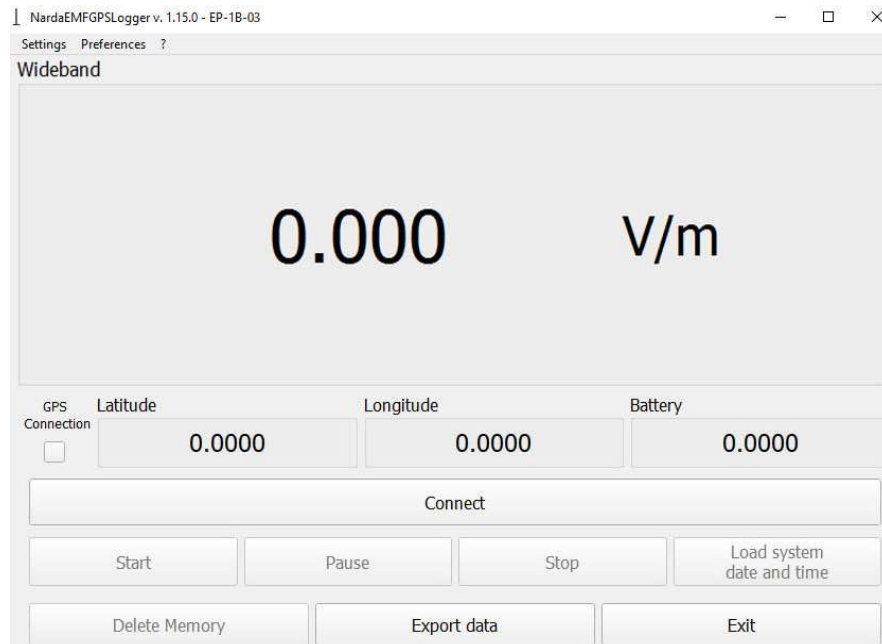 NardaEMFGPSLogger v. 1.15.0 - EP-1B-03
Settings Preferences ?
Wideband
0.000 V/m
GPS Connection
Latitude
0.0000
Longitude
0.0000
Battery
0.0000
Connect
Start
Pause
Stop
Load system
date and time
Delete Memory
Export data
Exit